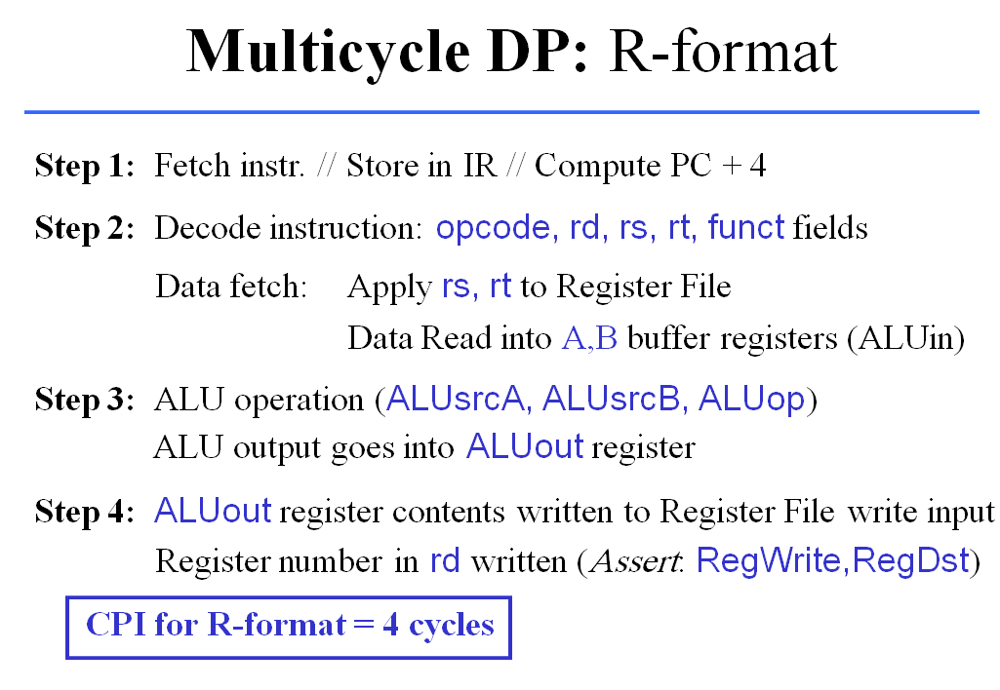 Multicycle DP: R-format
Step 1: Fetch instr. // Store in IR // Compute PC + 4
Step 2: Decode instruction: opcode, rd, rs, rt, funct fields
Data fetch: Apply rs, rt to Register File
Data Read into A,B buffer registers (ALUin)
Step 3: ALU operation (ALUsrcA, ALUsrcB, ALUop)
ALU output goes into ALUout register
Step 4: ALUout register contents written to Register File write input
Register number in rd written (Assert: RegWrite,RegDst)
CPI for R-format = 4 cycles